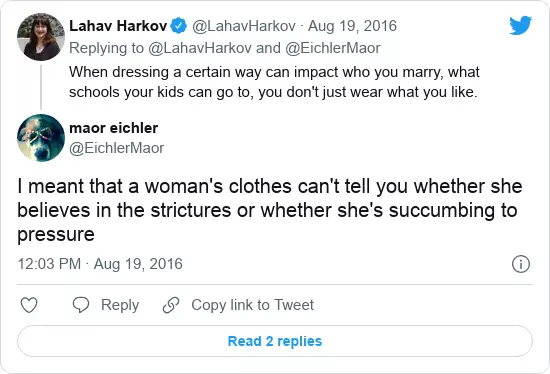 Lahav Harkov @LahavHarkov · Aug 19, 2016
Replying to @LahavHarkov and @EichlerMaor
When dressing a certain way can impact who you marry, what
schools your kids can go to, you don't just wear what you like.
maor eichler
@EichlerMaor
I meant that a woman's clothes can't tell you whether she
believes in the strictures or whether she's succumbing to
pressure
12:03 PM · Aug 19, 2016
Reply Copy link to Tweet
Read 2 replies